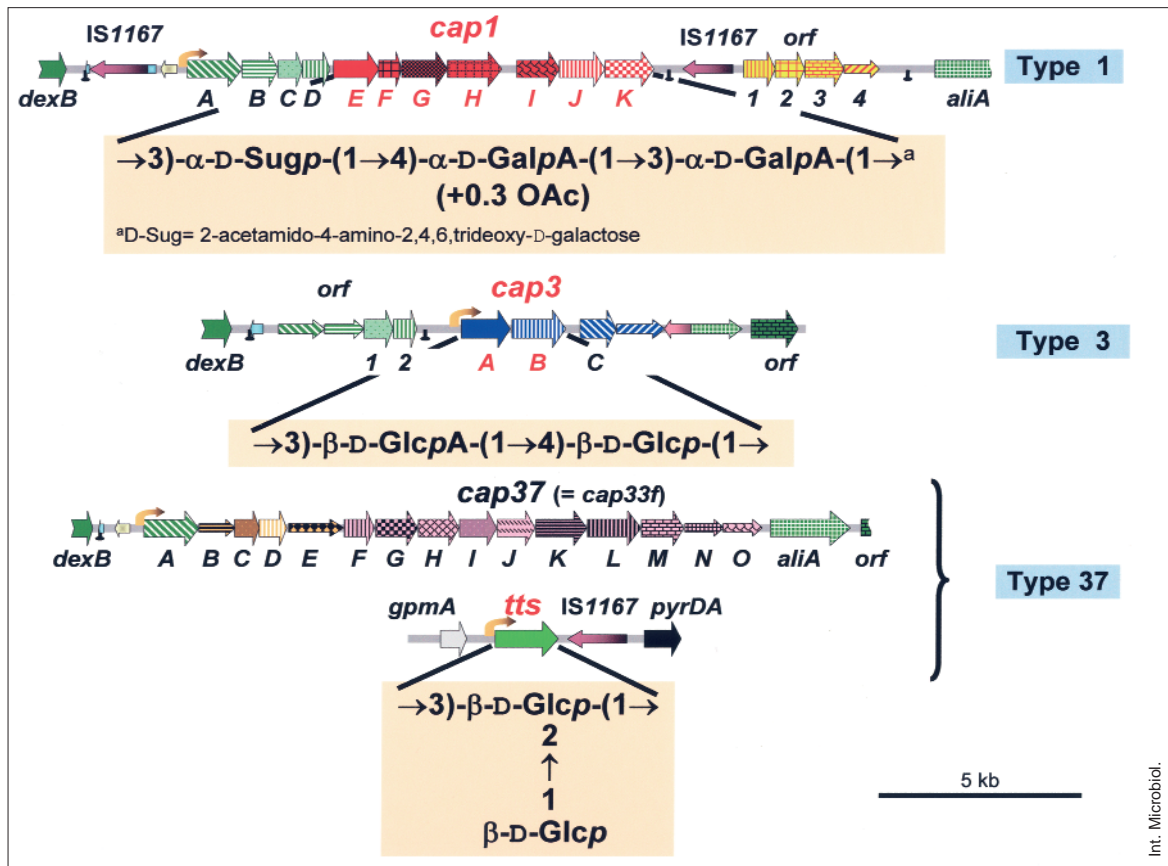 cap1
IS1167 IS1167 orf
Type 1
dexB A B C D E F G H I J K 1 2 3 4 aliA
→3)-α-D-Sugp-(1→4)-α-D-GalpA-(1→3)-α-D-GalpA-(1→ᵃ
(+0.3 OAc)
ᵃD-Sug= 2-acetamido-4-amino-2,4,6,trideoxy-D-galactose
orf cap3
Type 3
dexB 1 2 A B C orf
→3)-β-D-GlcpA-(1→4)-β-D-Glcp-(1→
cap37 (= cap33f)
dexB A B C D E F G H I J K L M N O aliA orf
Type 37
gpmA tts IS1167 pyrDA
→3)-β-D-Glcp-(1→
2
↑
1
β-D-Glcp
5 kb
Int. Microbiol.